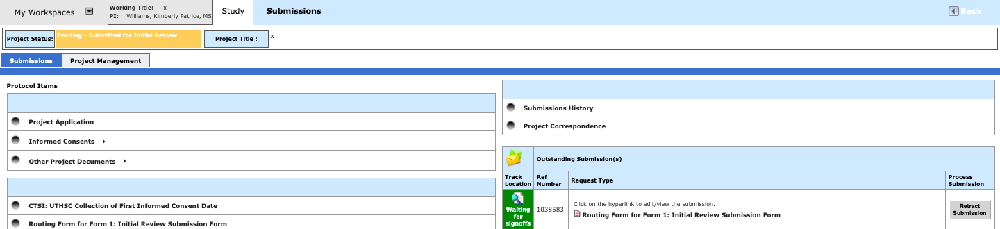 My Workspaces
Working Title: x
PI: Williams, Kimberly Patrice, MS
Study
Submissions
Back
Project Status:
Pending - Submitted for Initial Review
Project Title :
x
Submissions
Project Management
Protocol Items
Project Application
Informed Consents
Other Project Documents
CTSI: UTHSC Collection of First Informed Consent Date
Routing Form for Form 1: Initial Review Submission Form
Submissions History
Project Correspondence
Outstanding Submission(s)
Track Location
Ref Number
Request Type
Process Submission
Waiting for signoffs
1038583
Click on the hyperlink to edit/view the submission.
Routing Form for Form 1: Initial Review Submission Form
Retract Submission